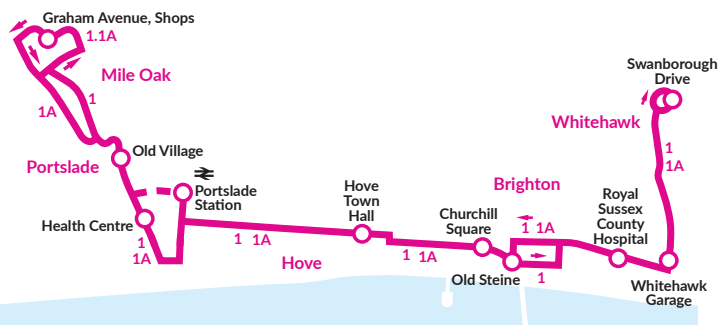 Graham Avenue, Shops
1.1A
Mile Oak
1
1A
Old Village
Portslade
Portslade
Station
Health Centre
1
1A
1 1A
Hove
Hove
Town
Hall
1 1A
Churchill
Square
Old Steine
Brighton
1 1A
1
Royal
Sussex
County
Hospital
Whitehawk
Garage
1
1A
Whitehawk
Swanborough
Drive